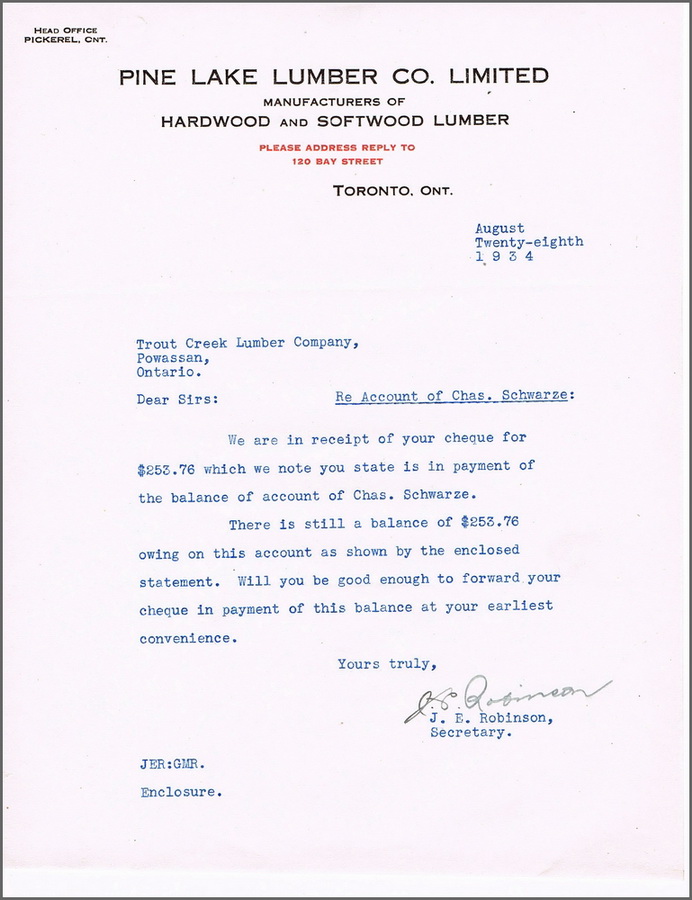 HEAD OFFICE
PICKEREL, ONT.
PINE LAKE LUMBER CO. LIMITED
MANUFACTURERS OF
HARDWOOD AND SOFTWOOD LUMBER
PLEASE ADDRESS REPLY TO
120 BAY STREET
TORONTO, ONT.
August
Twenty-eighth
1 9 3 4
Trout Creek Lumber Company,
Powassan,
Ontario.
Dear Sirs: Re Account of Chas. Schwarze:
We are in receipt of your cheque for
$253.76 which we note you state is in payment of
the balance of account of Chas. Schwarze.
There is still a balance of $253.76
owing on this account as shown by the enclosed
statement. Will you be good enough to forward your
cheque in payment of this balance at your earliest
convenience.
Yours truly,
J. E. Robinson
J. E. Robinson,
Secretary.
JER:GMR.
Enclosure.